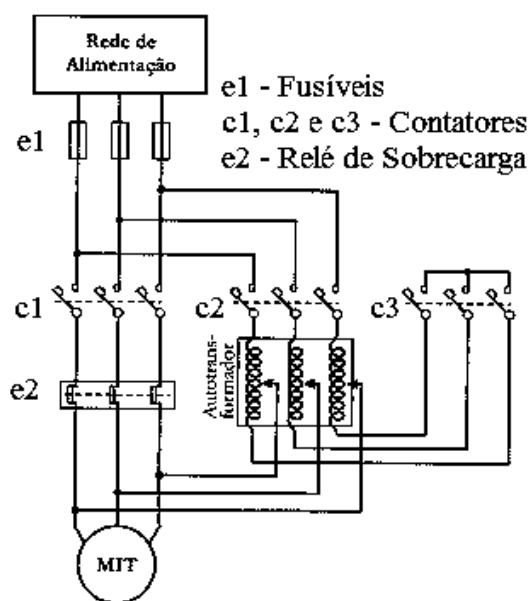 Rede de
Alimentação
e1 - Fusíveis
c1, c2 e c3 - Contatores
e2 - Relé de Sobrecarga
e1
c1
c2
c3
e2
Autotrans-
formador
MIT